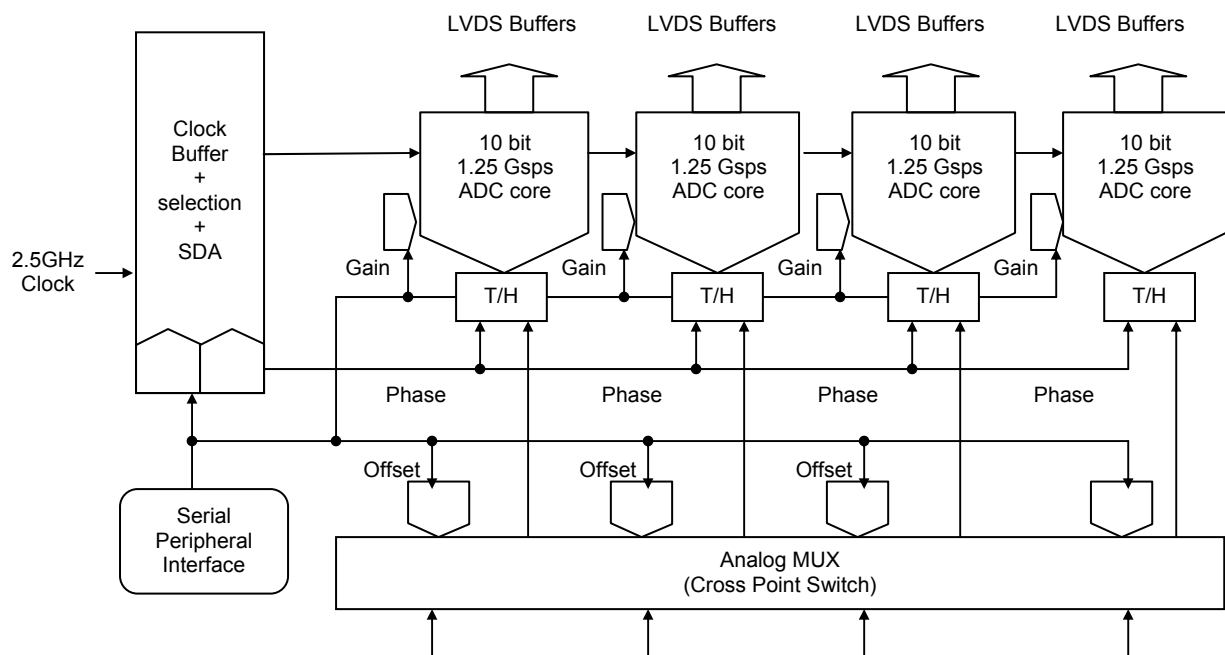 LVDS Buffers
LVDS Buffers
LVDS Buffers
LVDS Buffers
Clock
Buffer
+
selection
+
SDA
10 bit
1.25 Gsps
ADC core
10 bit
1.25 Gsps
ADC core
10 bit
1.25 Gsps
ADC core
10 bit
1.25 Gsps
ADC core
2.5GHz
Clock
Gain
Gain
Gain
Gain
T/H
T/H
T/H
T/H
Phase
Phase
Phase
Phase
Offset
Offset
Offset
Serial
Peripheral
Interface
Analog MUX
(Cross Point Switch)